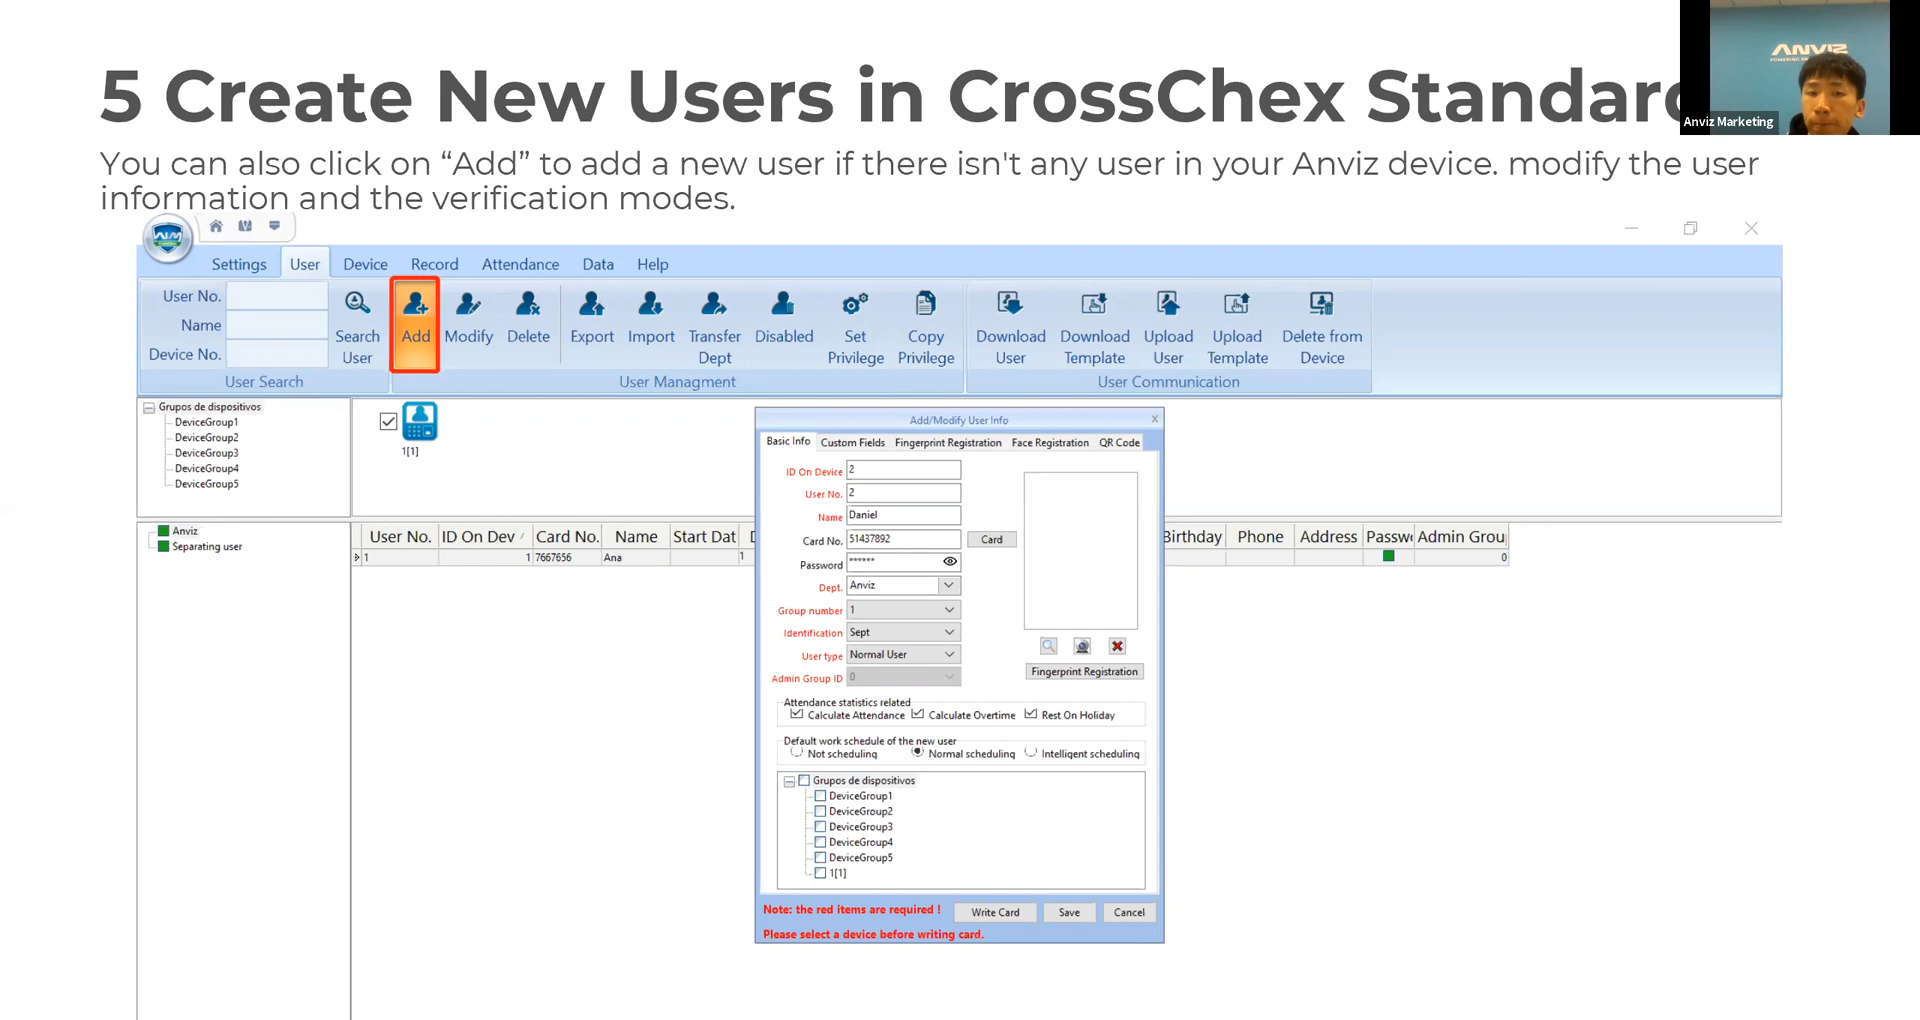 5 Create New Users in CrossChex Standard
You can also click on “Add” to add a new user if there isn't any user in your Anviz device. modify the user
information and the verification modes.
ANVIZ
Anviz Marketing
Settings User Device Record Attendance Data Help
User No.
Name
Device No.
Search User
Add
Modify
Delete
Export
Import
Transfer Dept
Disabled
Set Privilege
Copy Privilege
Download User
Download Template
Upload User
Upload Template
Delete from Device
User Search
User Managment
User Communication
Grupos de dispositivos
DeviceGroup1
DeviceGroup2
DeviceGroup3
DeviceGroup4
DeviceGroup5
1[1]
Anviz
Separating user
User No. ID On Dev Card No. Name Start Dat
1 1 7667656 Ana 1
Birthday Phone Address Passw Admin Grou
0
Add/Modify User Info
Basic Info Custom Fields Fingerprint Registration Face Registration QR Code
ID On Device 2
User No. 2
Name Daniel
Card No. 51437892 Card
Password ******
Dept. Anviz
Group number 1
Identification Sept
User type Normal User
Admin Group ID 0
Fingerprint Registration
Attendance statistics related
Calculate Attendance Calculate Overtime Rest On Holiday
Default work schedule of the new user
Not scheduling Normal scheduling Intelligent scheduling
Grupos de dispositivos
DeviceGroup1
DeviceGroup2
DeviceGroup3
DeviceGroup4
DeviceGroup5
1[1]
Note: the red items are required !
Write Card Save Cancel
Please select a device before writing card.